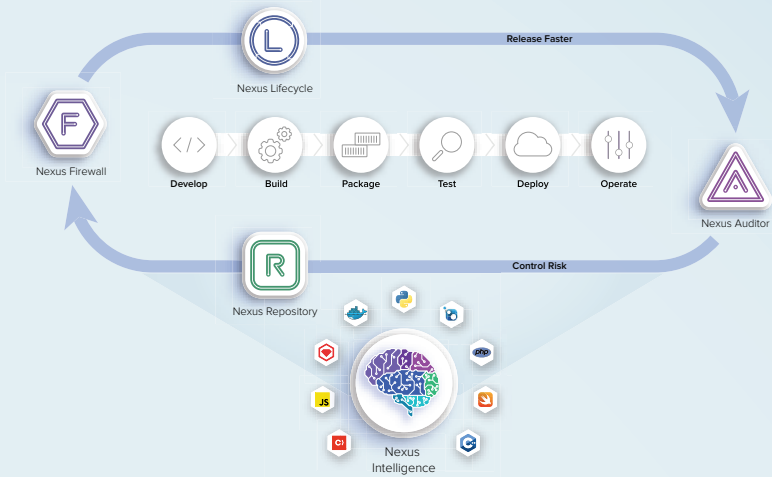 L
Release Faster
Nexus Lifecycle
F
Nexus Firewall
Develop
Build
Package
Test
Deploy
Operate
Nexus Auditor
R
Control Risk
Nexus Repository
php
JS
C++
Nexus
Intelligence